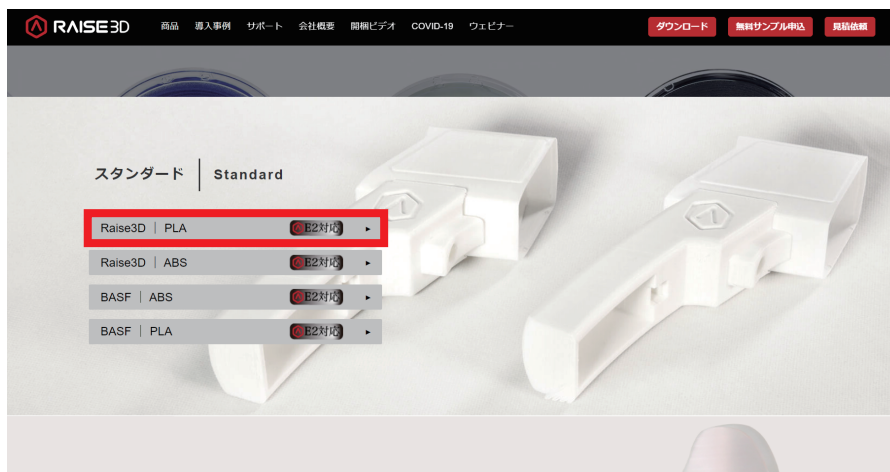 RAISE3D 商品 導入事例 サポート 会社概要 開梱ビデオ COVID-19 ウェビナー ダウンロード 無料サンプル申込 見積依頼
スタンダード | Standard
Raise3D | PLA E2対応 ►
Raise3D | ABS E2対応 ►
BASF | ABS E2対応 ►
BASF | PLA E2対応 ►